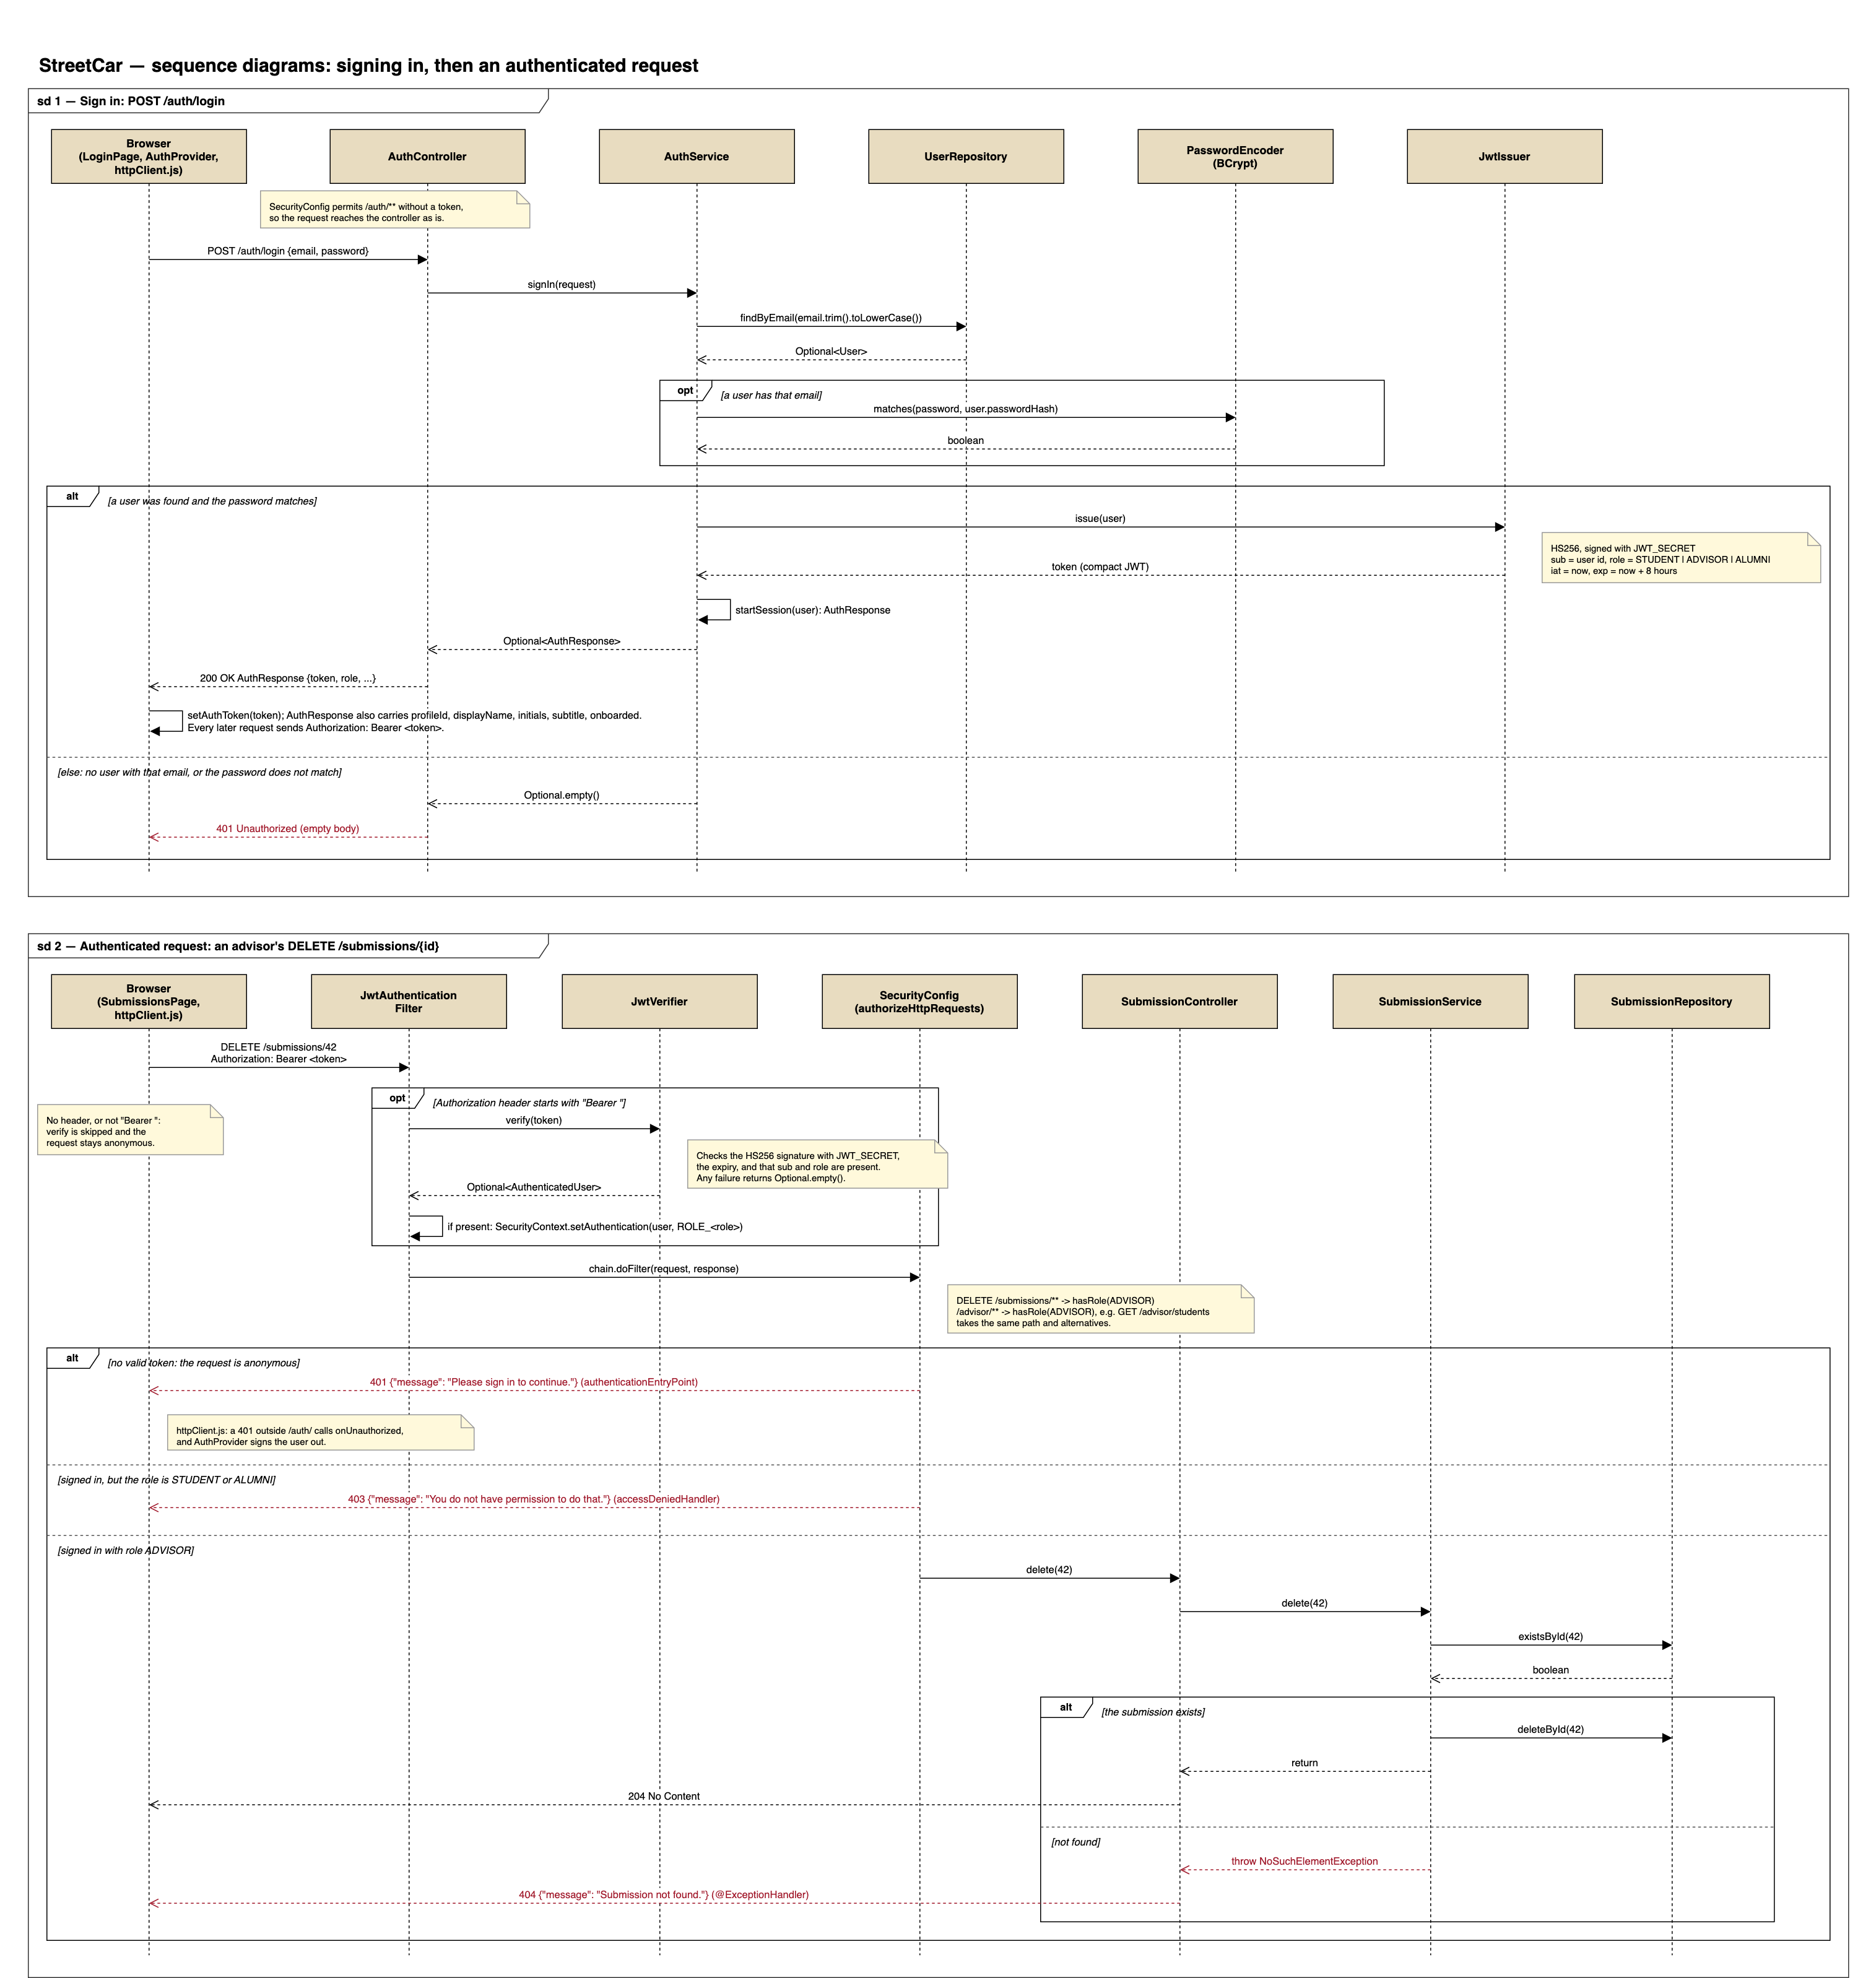 StreetCar — sequence diagrams: signing in, then an authenticated request
sd 1 — Sign in: POST /auth/login
Browser
(LoginPage, AuthProvider,
httpClient.js)
AuthController
AuthService
UserRepository
PasswordEncoder
(BCrypt)
JwtIssuer
SecurityConfig permits /auth/** without a token,
so the request reaches the controller as is.
POST /auth/login {email, password}
signIn(request)
findByEmail(email.trim().toLowerCase())
Optional<User>
opt
[a user has that email]
matches(password, user.passwordHash)
boolean
alt
[a user was found and the password matches]
issue(user)
HS256, signed with JWT_SECRET
sub = user id, role = STUDENT | ADVISOR | ALUMNI
iat = now, exp = now + 8 hours
token (compact JWT)
startSession(user): AuthResponse
Optional<AuthResponse>
200 OK AuthResponse {token, role, ...}
setAuthToken(token); AuthResponse also carries profileId, displayName, initials, subtitle, onboarded.
Every later request sends Authorization: Bearer <token>.
[else: no user with that email, or the password does not match]
Optional.empty()
401 Unauthorized (empty body)
sd 2 — Authenticated request: an advisor's DELETE /submissions/{id}
Browser
(SubmissionsPage,
httpClient.js)
JwtAuthentication
Filter
JwtVerifier
SecurityConfig
(authorizeHttpRequests)
SubmissionController
SubmissionService
SubmissionRepository
DELETE /submissions/42
Authorization: Bearer <token>
opt
[Authorization header starts with "Bearer "]
No header, or not "Bearer ":
verify is skipped and the
request stays anonymous.
verify(token)
Checks the HS256 signature with JWT_SECRET,
the expiry, and that sub and role are present.
Any failure returns Optional.empty().
Optional<AuthenticatedUser>
if present: SecurityContext.setAuthentication(user, ROLE_<role>)
chain.doFilter(request, response)
DELETE /submissions/** -> hasRole(ADVISOR)
/advisor/** -> hasRole(ADVISOR), e.g. GET /advisor/students
takes the same path and alternatives.
alt
[no valid token: the request is anonymous]
401 {"message": "Please sign in to continue."} (authenticationEntryPoint)
httpClient.js: a 401 outside /auth/ calls onUnauthorized,
and AuthProvider signs the user out.
[signed in, but the role is STUDENT or ALUMNI]
403 {"message": "You do not have permission to do that."} (accessDeniedHandler)
[signed in with role ADVISOR]
delete(42)
delete(42)
existsById(42)
boolean
alt
[the submission exists]
deleteById(42)
return
204 No Content
[not found]
throw NoSuchElementException
404 {"message": "Submission not found."} (@ExceptionHandler)